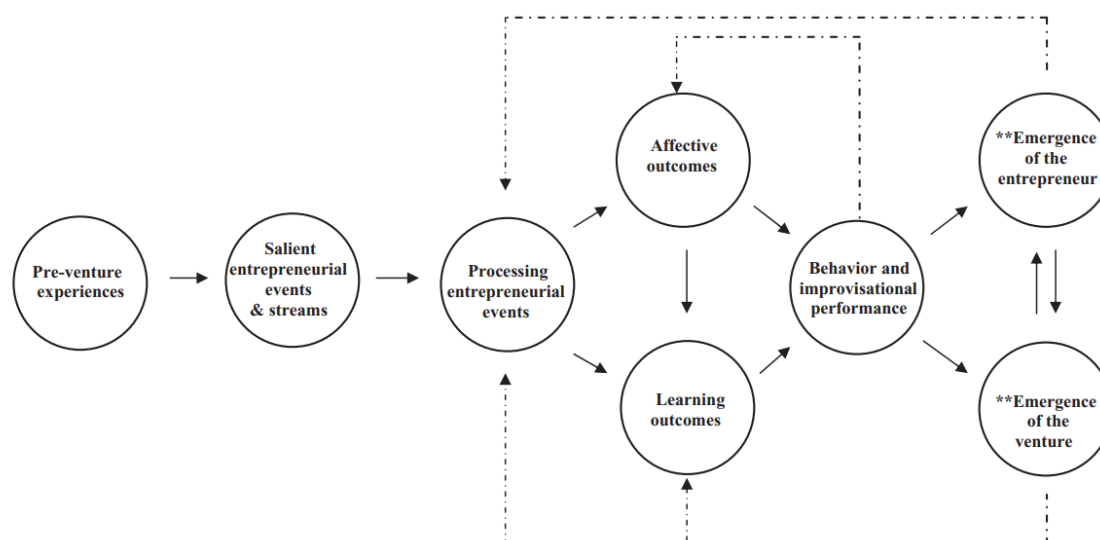 Pre-venture
experiences
Salient
entrepreneurial
events
& streams
Processing
entrepreneurial
events
Affective
outcomes
Learning
outcomes
Behavior and
improvisational
performance
**Emergence
of the
entrepreneur
**Emergence
of the
venture